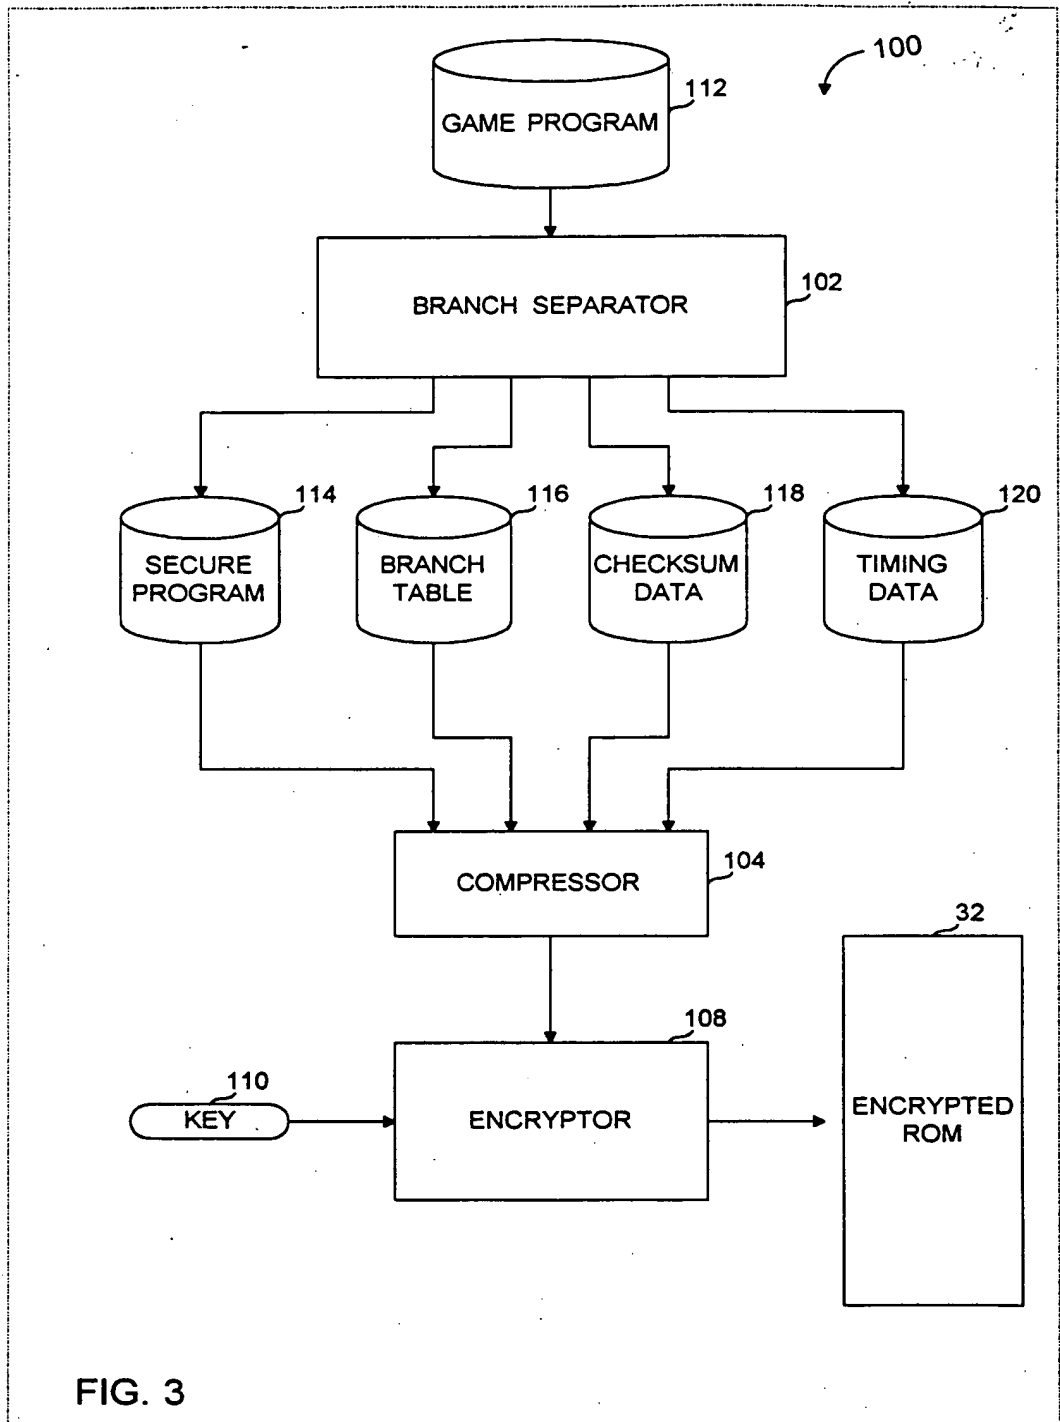 100
112
GAME PROGRAM
102
BRANCH SEPARATOR
114
116
118
120
SECURE
PROGRAM
BRANCH
TABLE
CHECKSUM
DATA
TIMING
DATA
104
COMPRESSOR
32
108
110
KEY
ENCRYPTOR
ENCRYPTED
ROM
FIG. 3